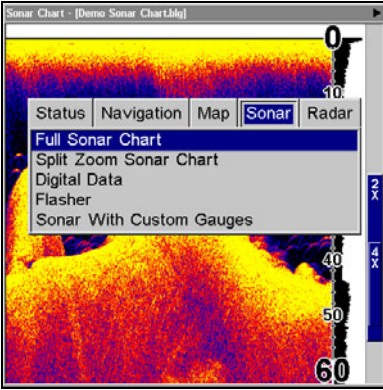 Sonar Chart - [Demo Sonar Chart.blg]
0
10
Status Navigation Map Sonar Radar
Full Sonar Chart
Split Zoom Sonar Chart
Digital Data
Flasher
Sonar With Custom Gauges
2X
4X
40
50
60